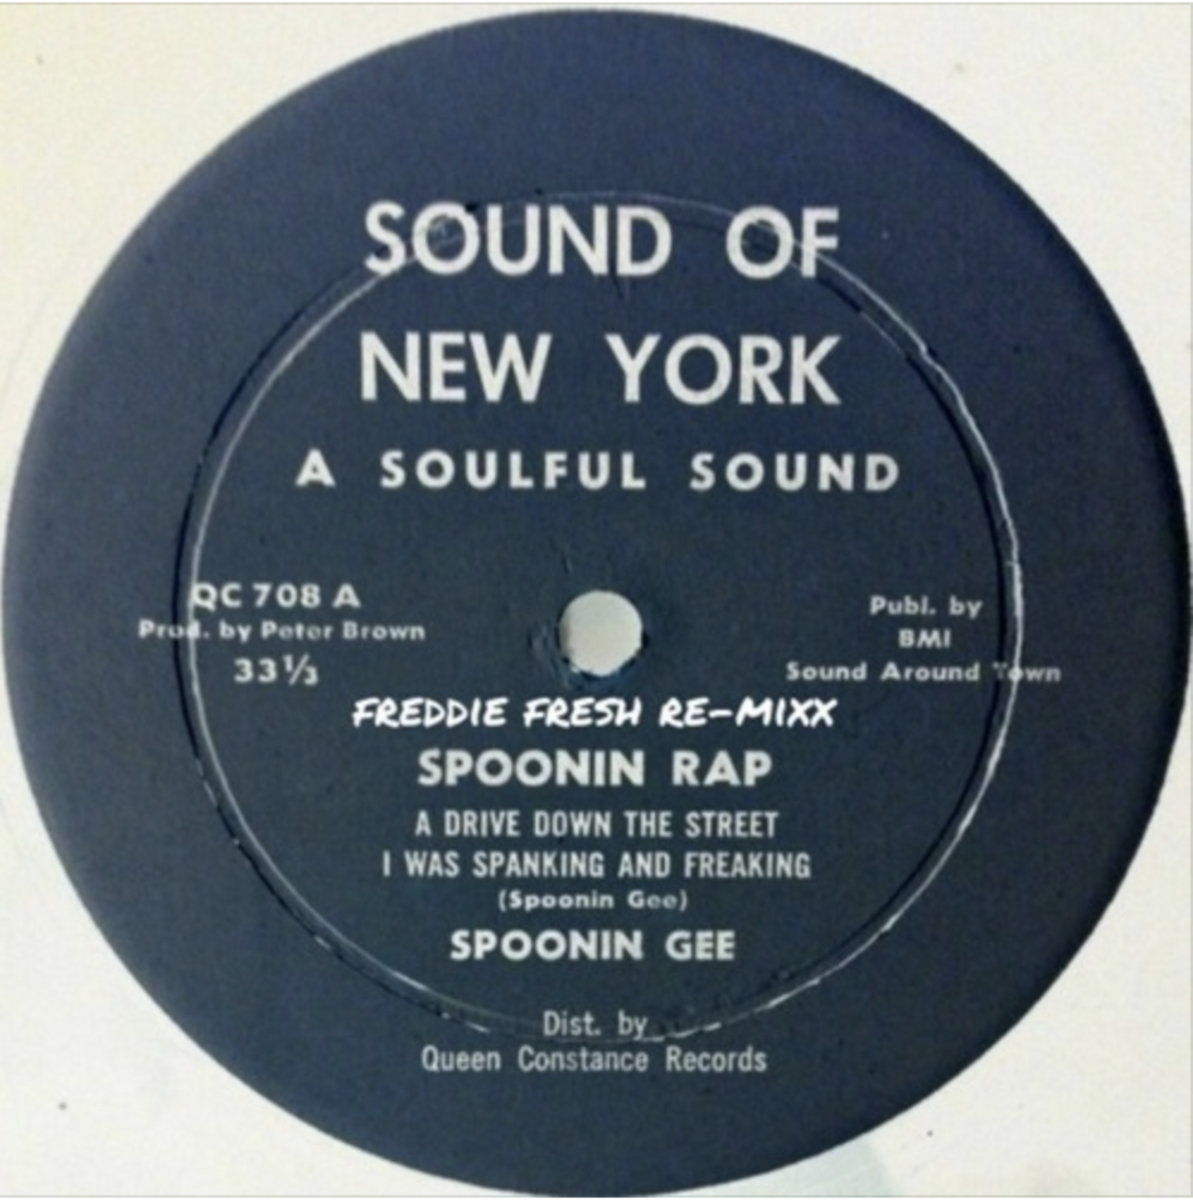 SOUND OF
NEW YORK
A SOULFUL SOUND
QC 708 A
Prod. by Peter Brown
33⅓
Publ. by
BMI
Sound Around Town
FREDDIE FRESH RE-MIXX
SPOONIN RAP
A DRIVE DOWN THE STREET
I WAS SPANKING AND FREAKING
(Spoonin Gee)
SPOONIN GEE
Dist. by
Queen Constance Records